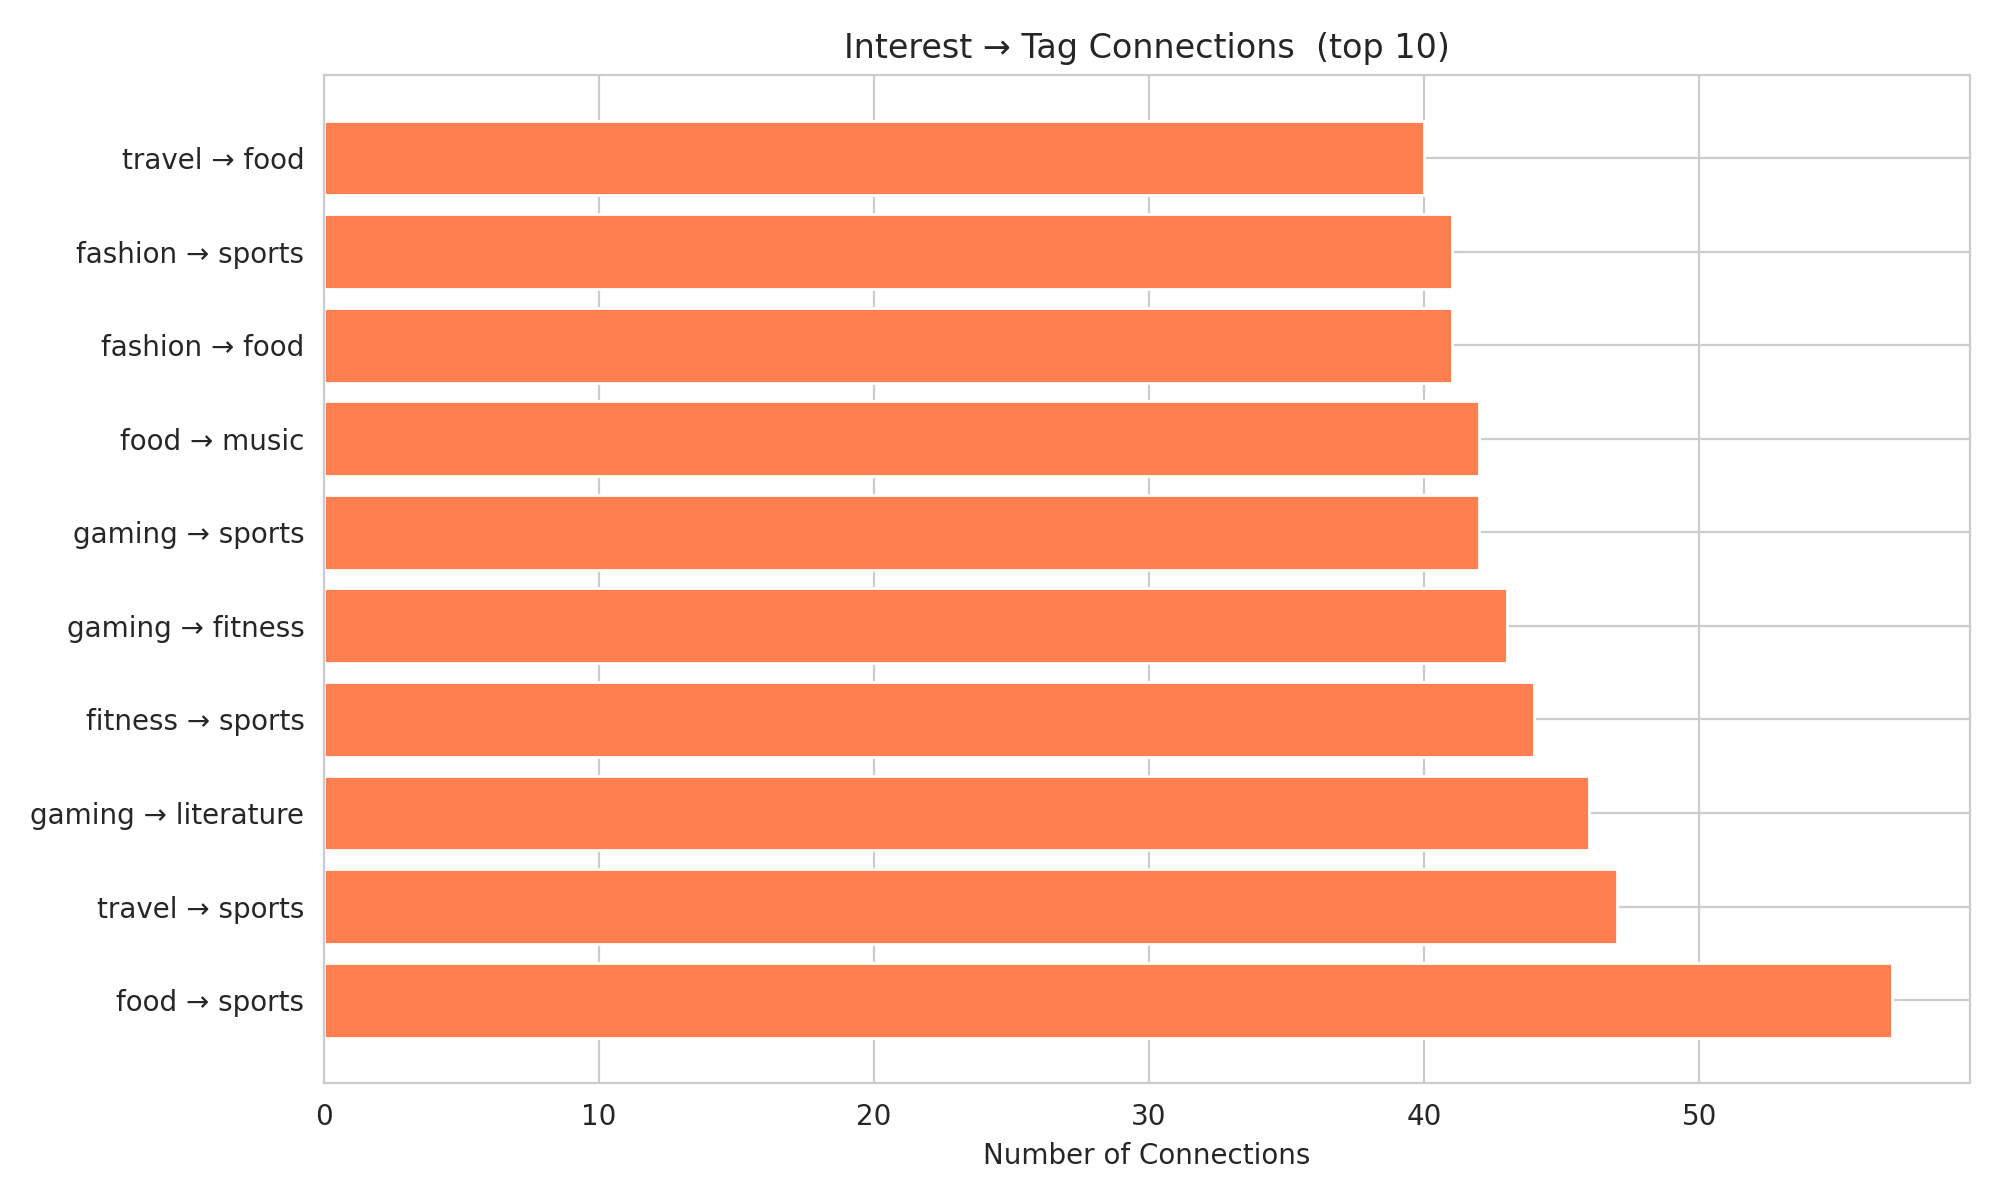 Interest → Tag Connections  (top 10)
travel → food
fashion → sports
fashion → food
food → music
gaming → sports
gaming → fitness
fitness → sports
gaming → literature
travel → sports
food → sports
0 10 20 30 40 50
Number of Connections